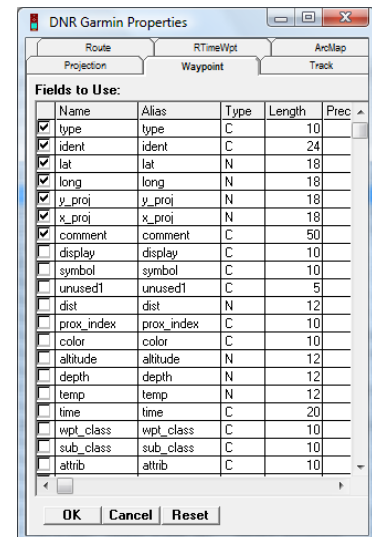 DNR Garmin Properties
Route RTimeWpt ArcMap
Projection Waypoint Track
Fields to Use:
Name Alias Type Length Prec
type type C 10
ident ident C 24
lat lat N 18
long long N 18
y_proj y_proj N 18
x_proj x_proj N 18
comment comment C 50
display display C 10
symbol symbol C 10
unused1 unused1 C 5
dist dist N 12
prox_index prox_index C 10
color color C 10
altitude altitude N 12
depth depth N 12
temp temp N 12
time time C 20
wpt_class wpt_class C 10
sub_class sub_class C 10
attrib attrib C 10
OK Cancel Reset